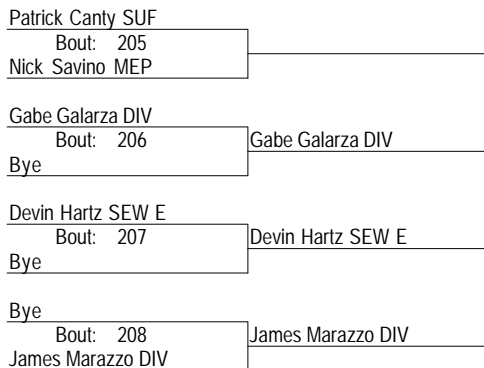 Patrick Canty SUF
Bout: 205
Nick Savino MEP
Gabe Galarza DIV
Bout: 206
Gabe Galarza DIV
Bye
Devin Hartz SEW E
Bout: 207
Devin Hartz SEW E
Bye
Bye
Bout: 208
James Marazzo DIV
James Marazzo DIV